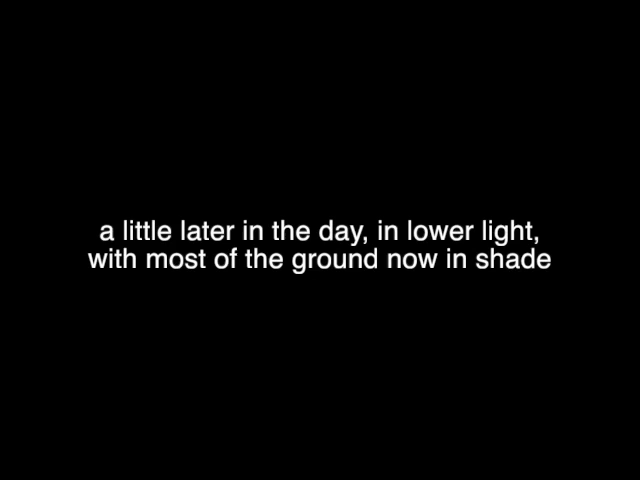 a little later in the day, in lower light,
with most of the ground now in shade